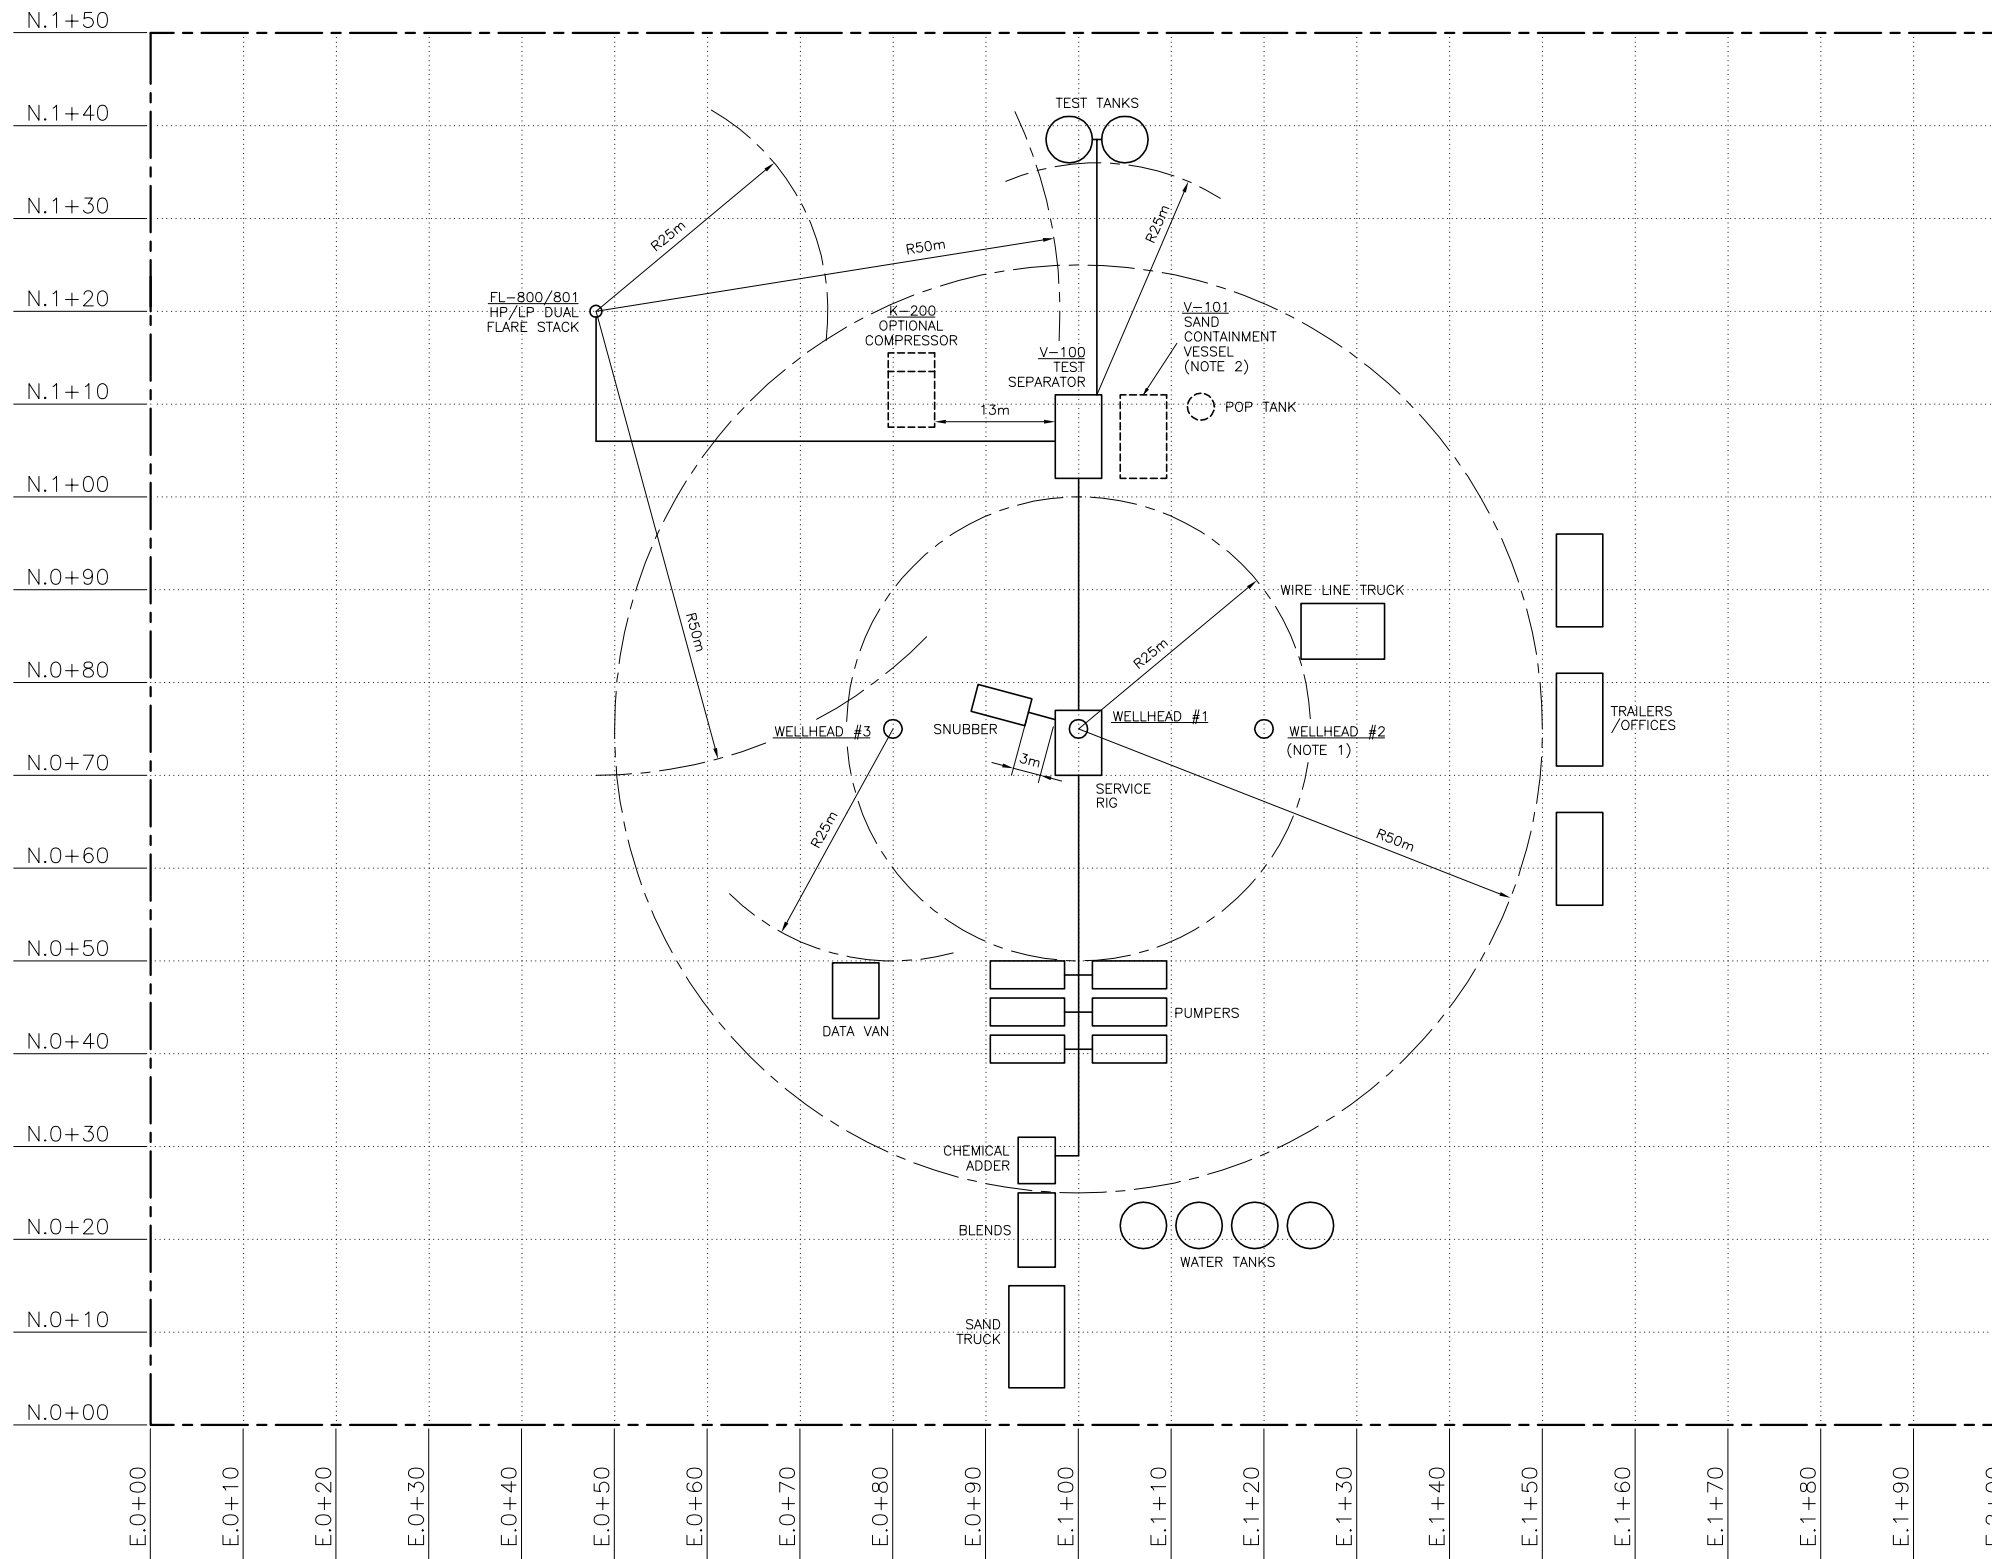 N.1+50
N.1+40
N.1+30
N.1+20
N.1+10
N.1+00
N.0+90
N.0+80
N.0+70
N.0+60
N.0+50
N.0+40
N.0+30
N.0+20
N.0+10
N.0+00
TEST TANKS
R25m
R50m
R25m
FL-800/801
HP/LP DUAL
FLARE STACK
K-200
OPTIONAL
COMPRESSOR
V-100
TEST
SEPARATOR
V-101
SAND
CONTAINMENT
VESSEL
(NOTE 2)
13m
POP TANK
WIRE LINE TRUCK
R50m
R25m
WELLHEAD #3
SNUBBER
WELLHEAD #1
WELLHEAD #2
(NOTE 1)
TRAILERS
/OFFICES
3m
SERVICE
RIG
R25m
R50m
PUMPERS
DATA VAN
CHEMICAL
ADDER
BLENDS
WATER TANKS
SAND
TRUCK
E.0+00
E.0+10
E.0+20
E.0+30
E.0+40
E.0+50
E.0+60
E.0+70
E.0+80
E.0+90
E.1+00
E.1+10
E.1+20
E.1+30
E.1+40
E.1+50
E.1+60
E.1+70
E.1+80
E.1+90